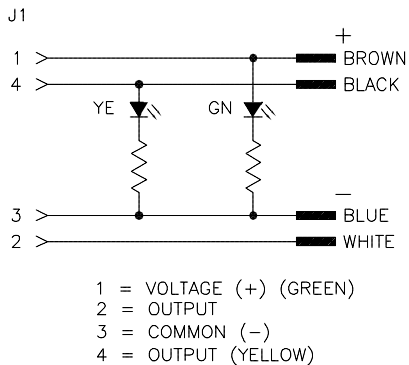 J1
+
1 BROWN
4 BLACK
YE GN
−
3 BLUE
2 WHITE
1 = VOLTAGE (+) (GREEN)
2 = OUTPUT
3 = COMMON (−)
4 = OUTPUT (YELLOW)